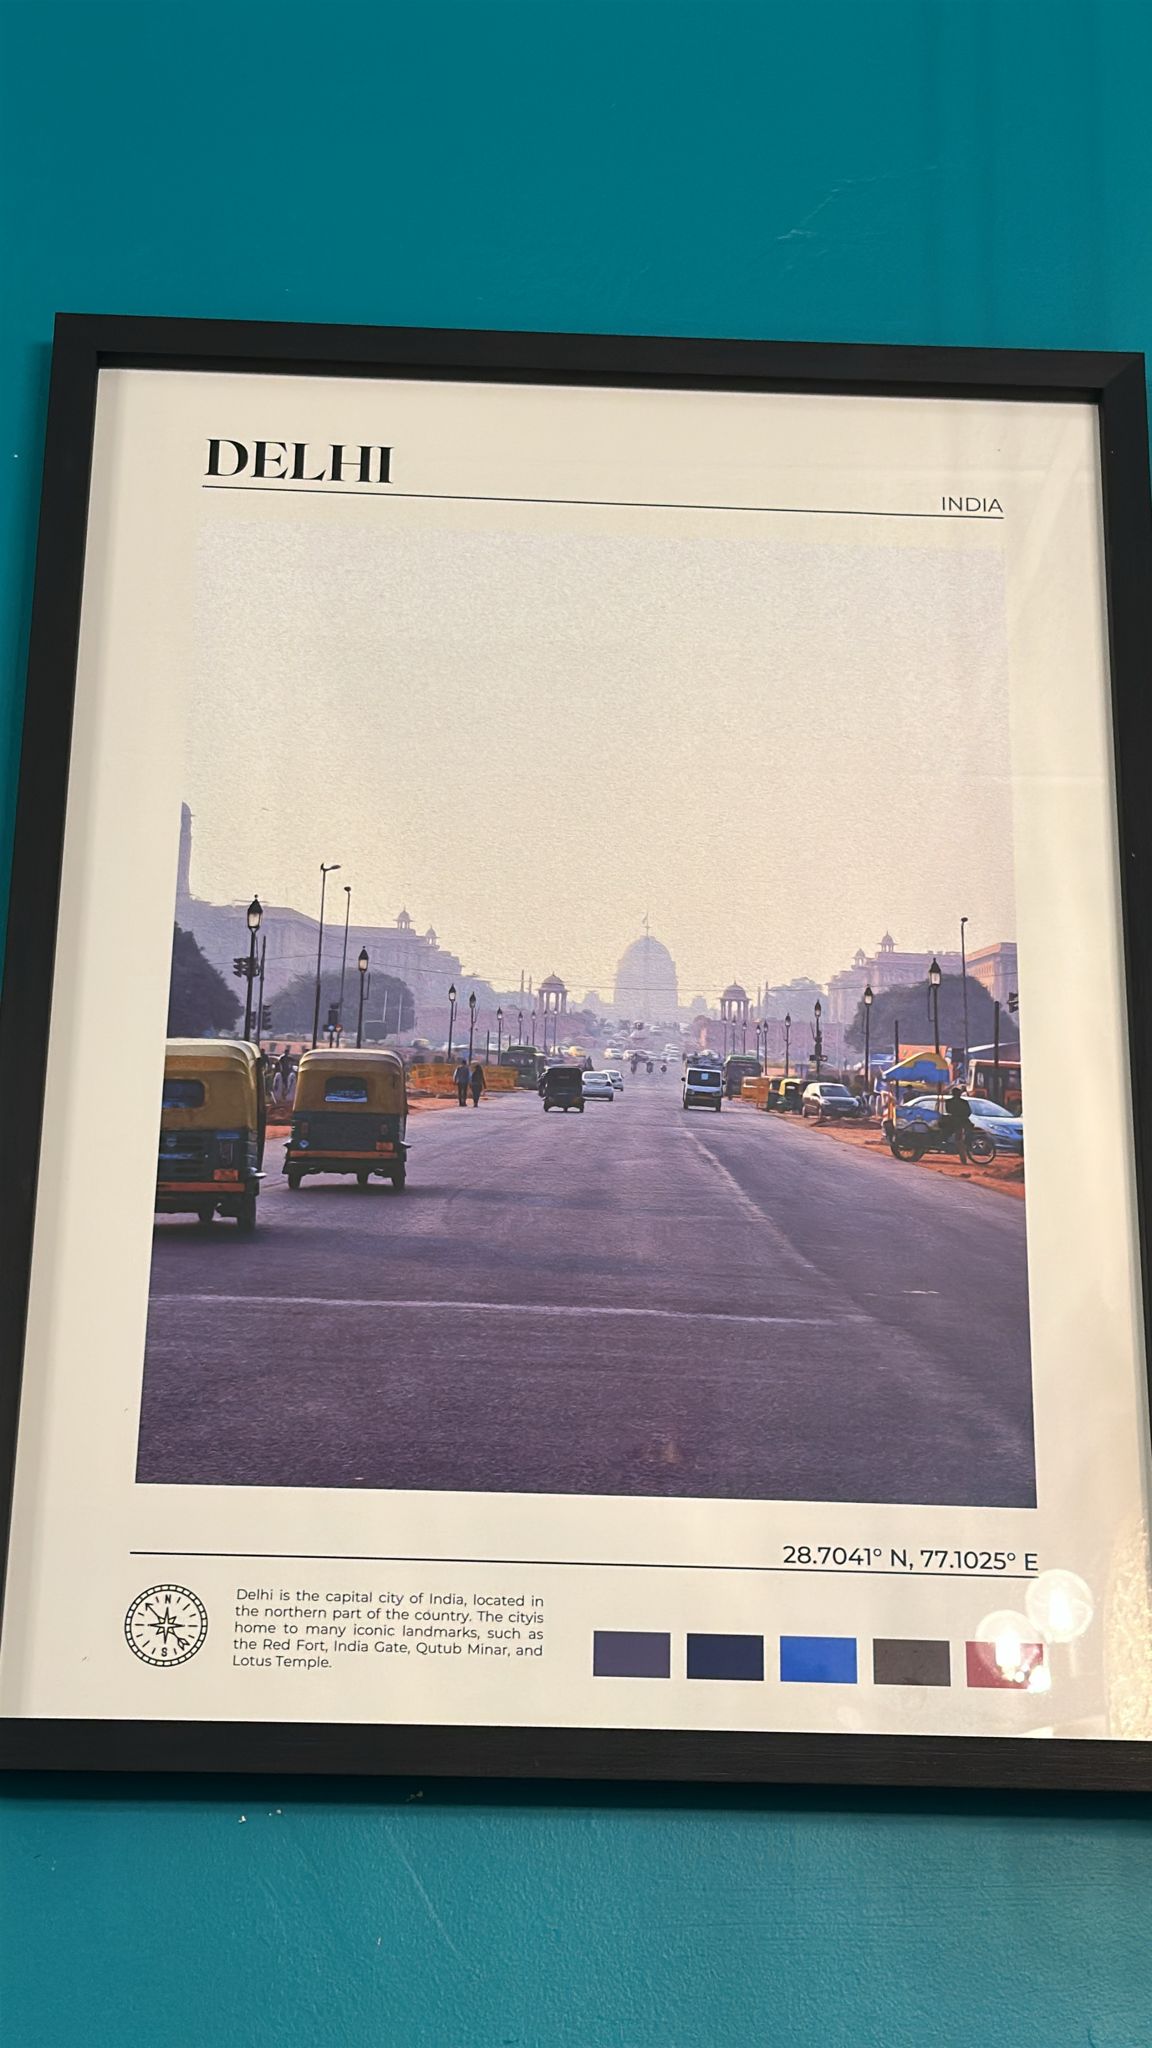 DELHI
INDIA
28.7041° N, 77.1025° E
N
S
Delhi is the capital city of India, located in
the northern part of the country. The cityis
home to many iconic landmarks, such as
the Red Fort, India Gate, Qutub Minar, and
Lotus Temple.